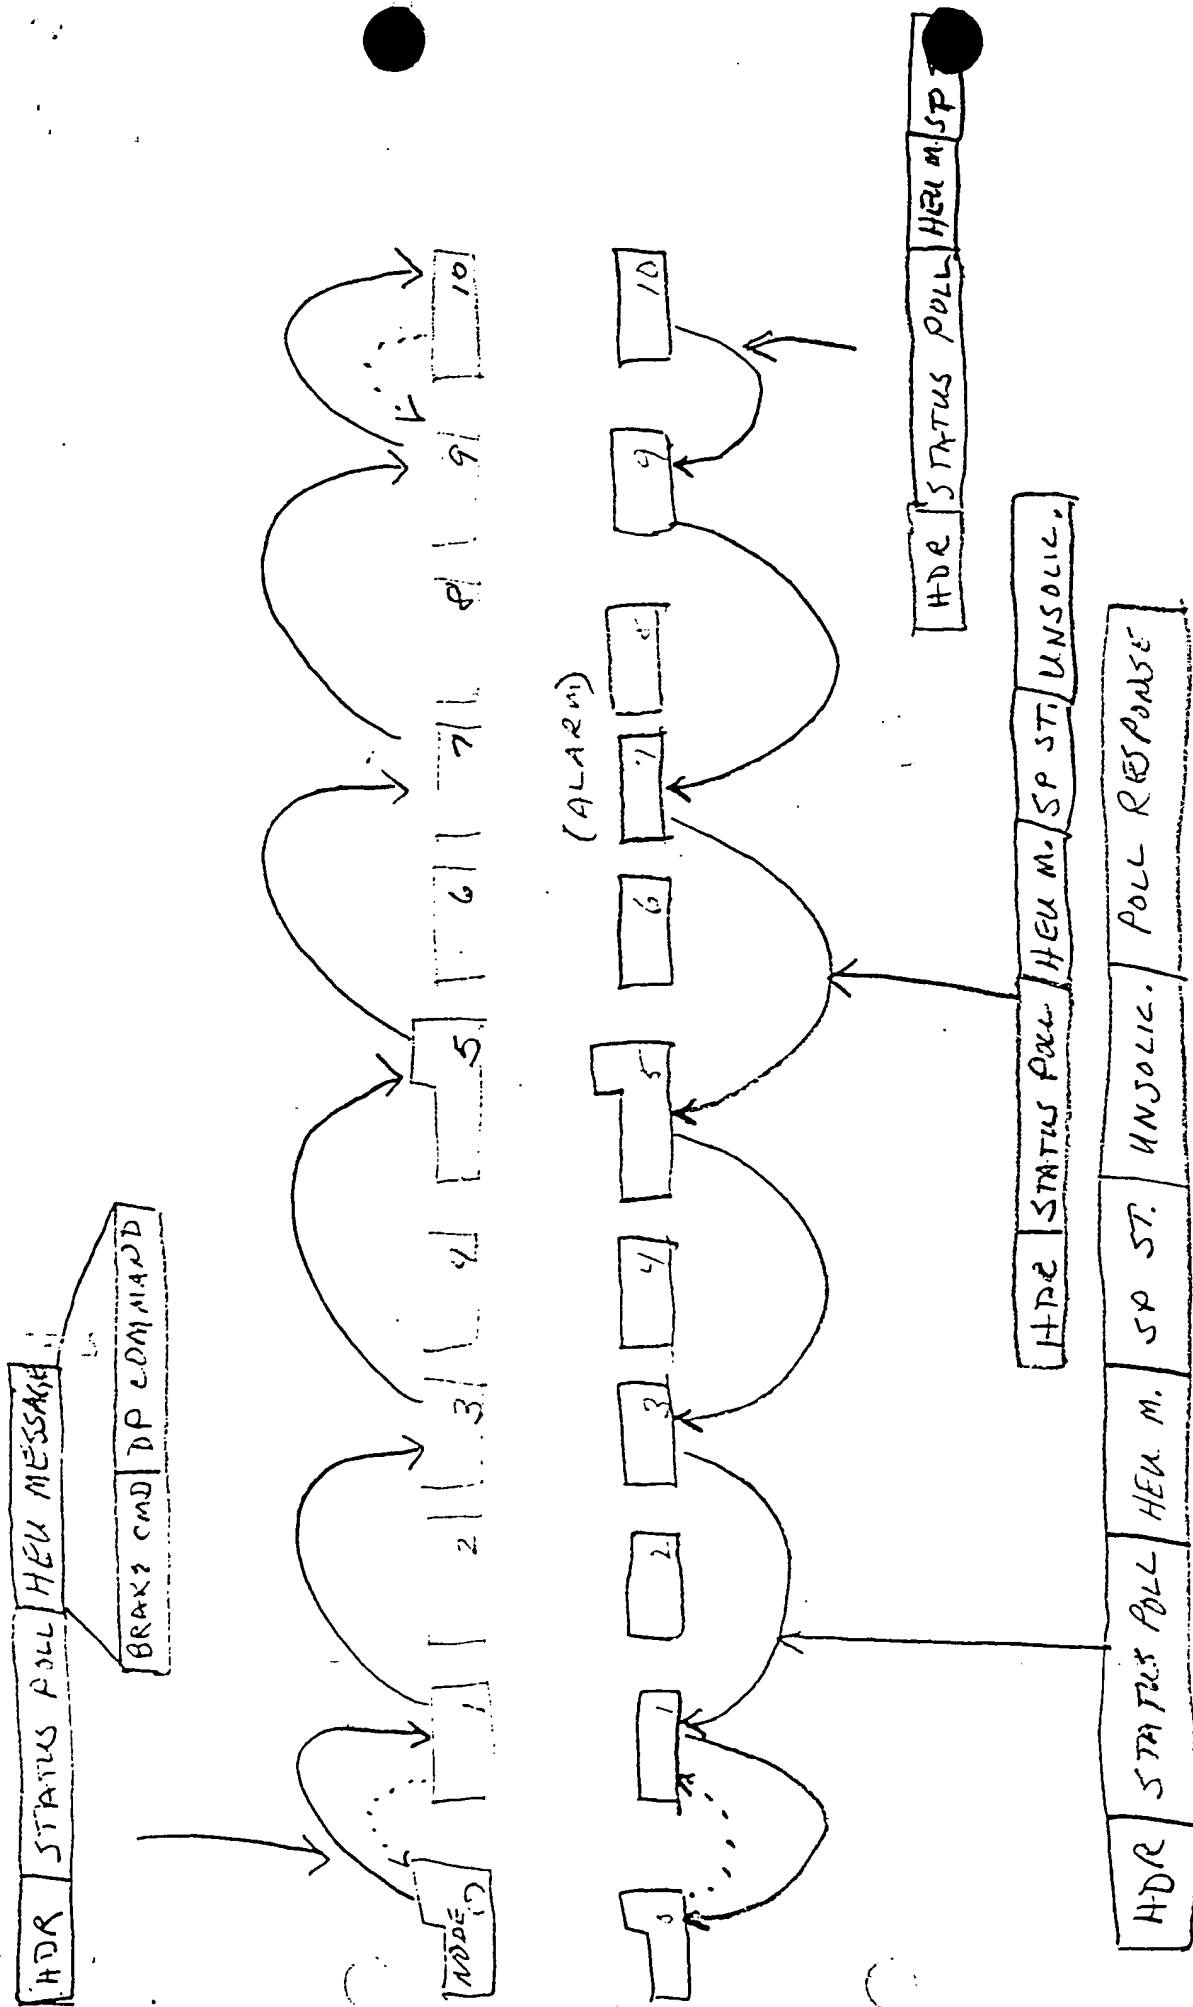 HDR STATUS POLL HEU MESSAGE
BRAKE CMD DP COMMAND
NODE 0 1 2 3 4 5 6 7 8 9 10
(ALARM)
1 2 3 4 5 6 7 9 10
HDR STATUS POLL HEU M. SP
HDR STATUS POLL HEU M. SP ST. UNSOLIC.
HDR STATUS POLL HEU M. SP ST. UNSOLIC. POLL RESPONSE